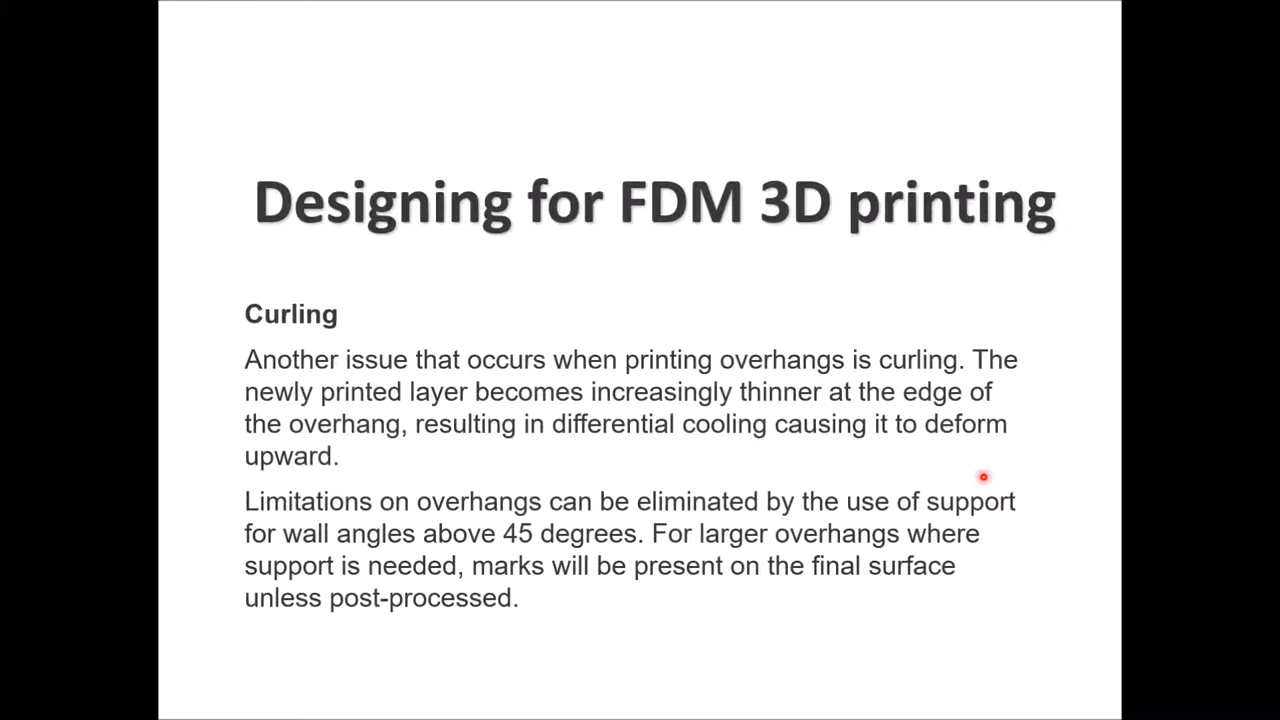 Designing for FDM 3D printing
Curling
Another issue that occurs when printing overhangs is curling. The
newly printed layer becomes increasingly thinner at the edge of
the overhang, resulting in differential cooling causing it to deform
upward.
Limitations on overhangs can be eliminated by the use of support
for wall angles above 45 degrees. For larger overhangs where
support is needed, marks will be present on the final surface
unless post-processed.